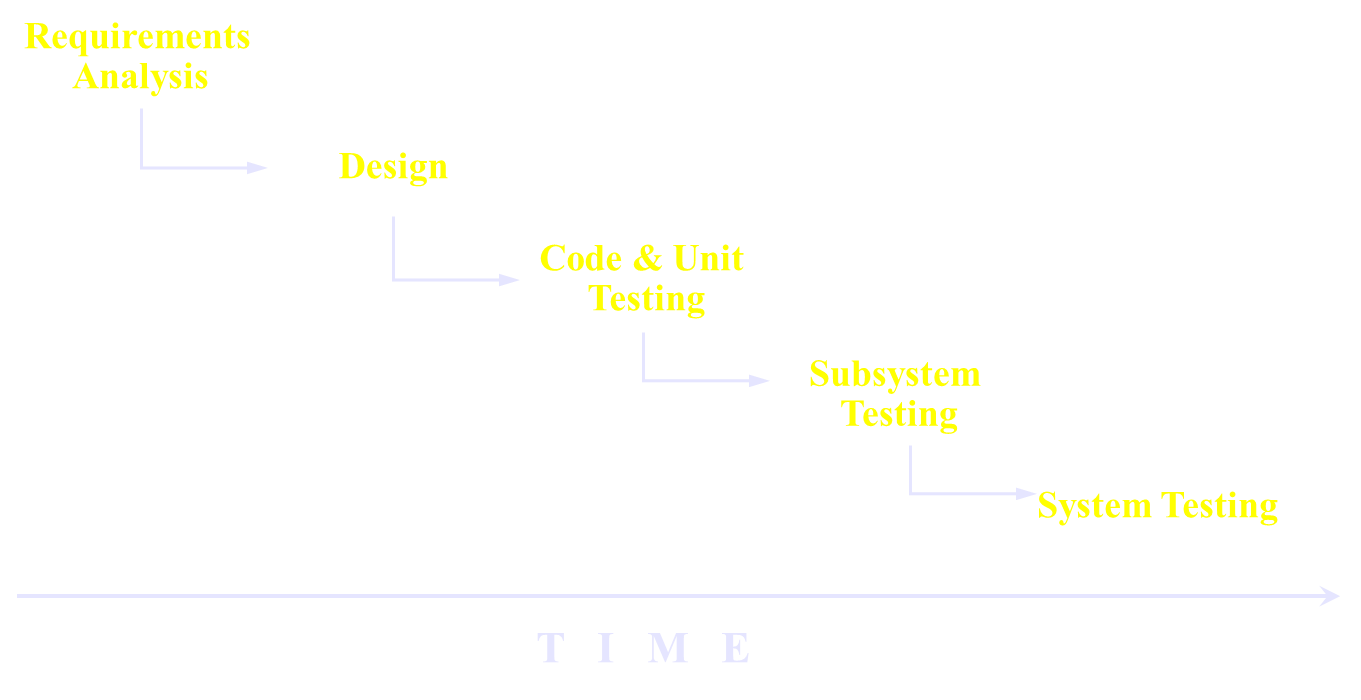 Requirements
Analysis
Design
Code & Unit
Testing
Subsystem
Testing
System Testing
T I M E